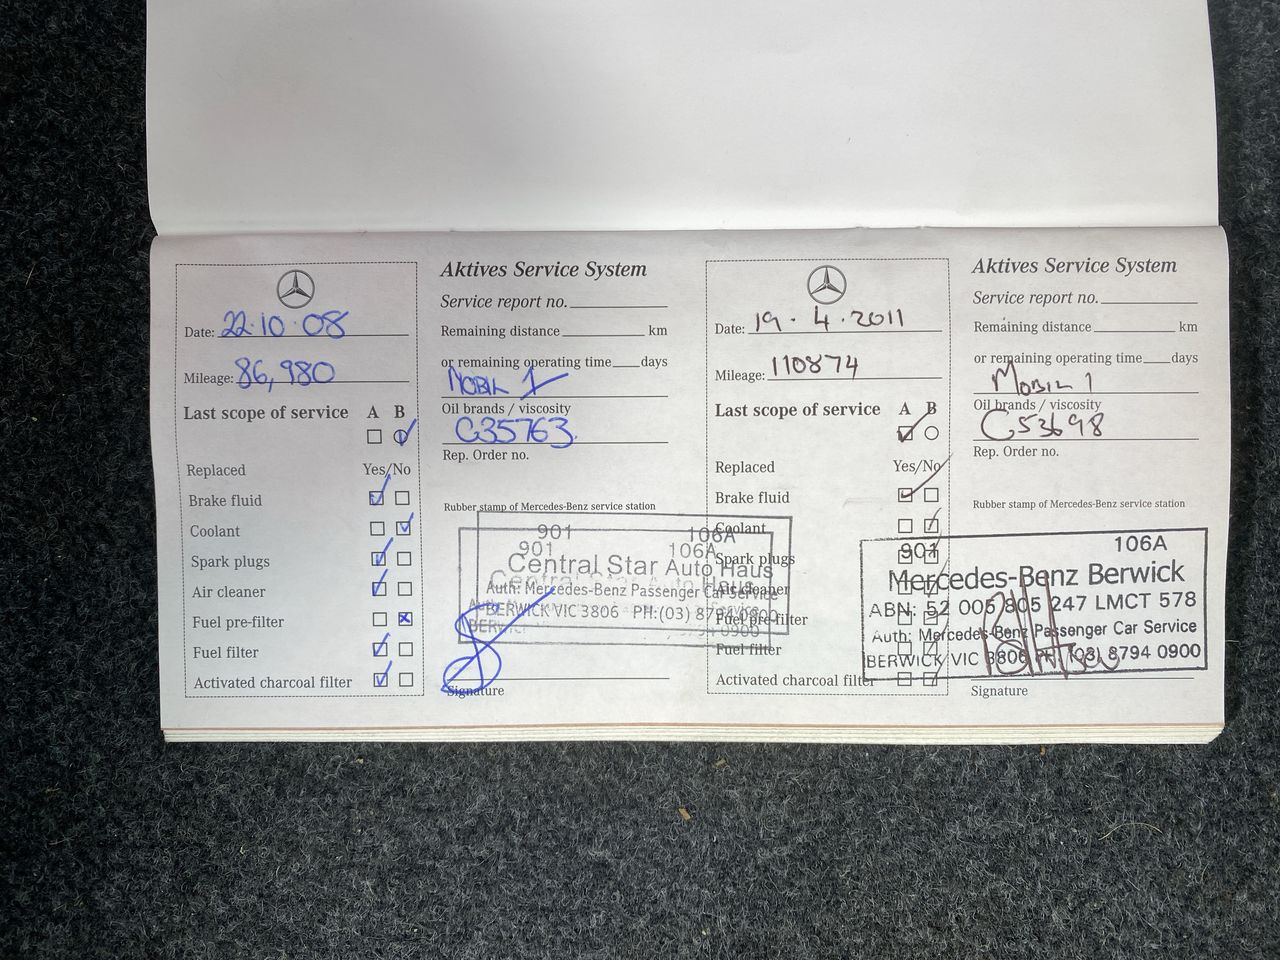 Date: 22·10·08
Mileage: 86,980
Last scope of service A B
Replaced Yes/No
Brake fluid
Coolant
Spark plugs
Air cleaner
Fuel pre-filter
Fuel filter
Activated charcoal filter
Aktives Service System
Service report no.
Remaining distance km
or remaining operating time days
MOBIL 1
Oil brands / viscosity
C35763
Rep. Order no.
Rubber stamp of Mercedes-Benz service station
901 106A
901 106A
Central Star Auto Haus
Auth: Mercedes-Benz Passenger Car Service
BERWICK VIC 3806 PH:(03) 8794 0900
Signature
Date: 19·4·2011
Mileage: 110874
Last scope of service A B
Replaced Yes/No
Brake fluid
Coolant
Spark plugs
Air cleaner
Fuel pre-filter
Fuel filter
Activated charcoal filter
Aktives Service System
Service report no.
Remaining distance km
or remaining operating time days
MOBIL 1
Oil brands / viscosity
C53698
Rep. Order no.
Rubber stamp of Mercedes-Benz service station
901 106A
Mercedes-Benz Berwick
ABN: 52 005 805 247 LMCT 578
Auth: Mercedes-Benz Passenger Car Service
BERWICK VIC 3806 PH: (03) 8794 0900
Signature